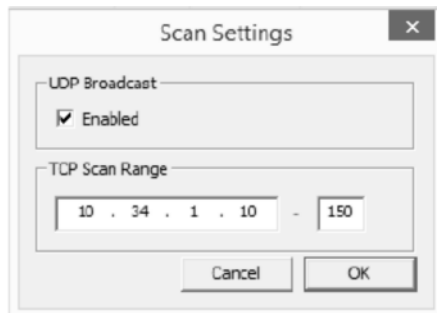 Scan Settings
UDP Broadcast
Enabled
TCP Scan Range
10 . 34 . 1 . 10 - 150
Cancel OK